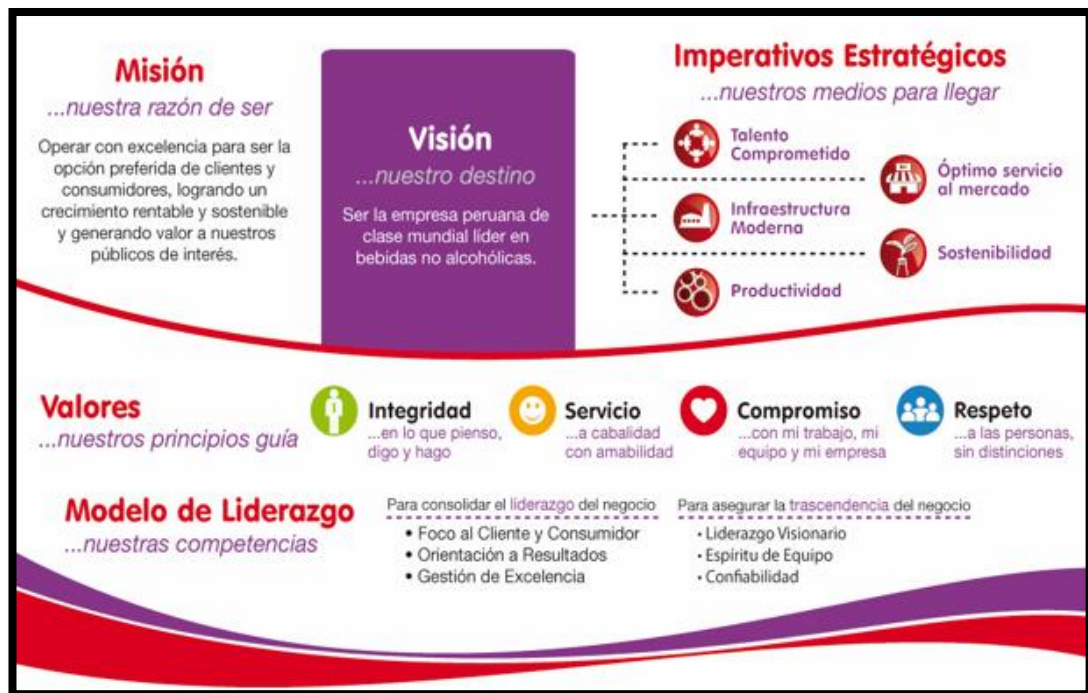 Misión
...nuestra razón de ser
Operar con excelencia para ser la
opción preferida de clientes y
consumidores, logrando un
crecimiento rentable y sostenible
y generando valor a nuestros
públicos de interés.
Visión
...nuestro destino
Ser la empresa peruana de
clase mundial líder en
bebidas no alcohólicas.
Imperativos Estratégicos
...nuestros medios para llegar
Talento
Comprometido
Óptimo servicio
al mercado
Infraestructura
Moderna
Sostenibilidad
Productividad
Valores
...nuestros principios guía
Integridad
...en lo que pienso,
digo y hago
Servicio
...a cabalidad
con amabilidad
Compromiso
...con mi trabajo, mi
equipo y mi empresa
Respeto
...a las personas,
sin distinciones
Modelo de Liderazgo
...nuestras competencias
Para consolidar el liderazgo del negocio
• Foco al Cliente y Consumidor
• Orientación a Resultados
• Gestión de Excelencia
Para asegurar la trascendencia del negocio
• Liderazgo Visionario
• Espíritu de Equipo
• Confiabilidad